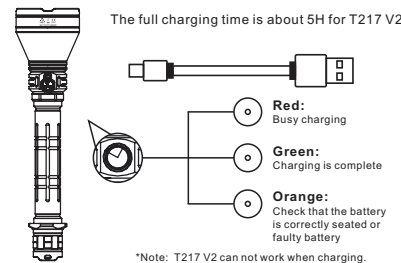 The full charging time is about 5H for T217 V2
Red:
Busy charging
Green:
Charging is complete
Orange:
Check that the battery
is correctly seated or
faulty battery
*Note: T217 V2 can not work when charging.